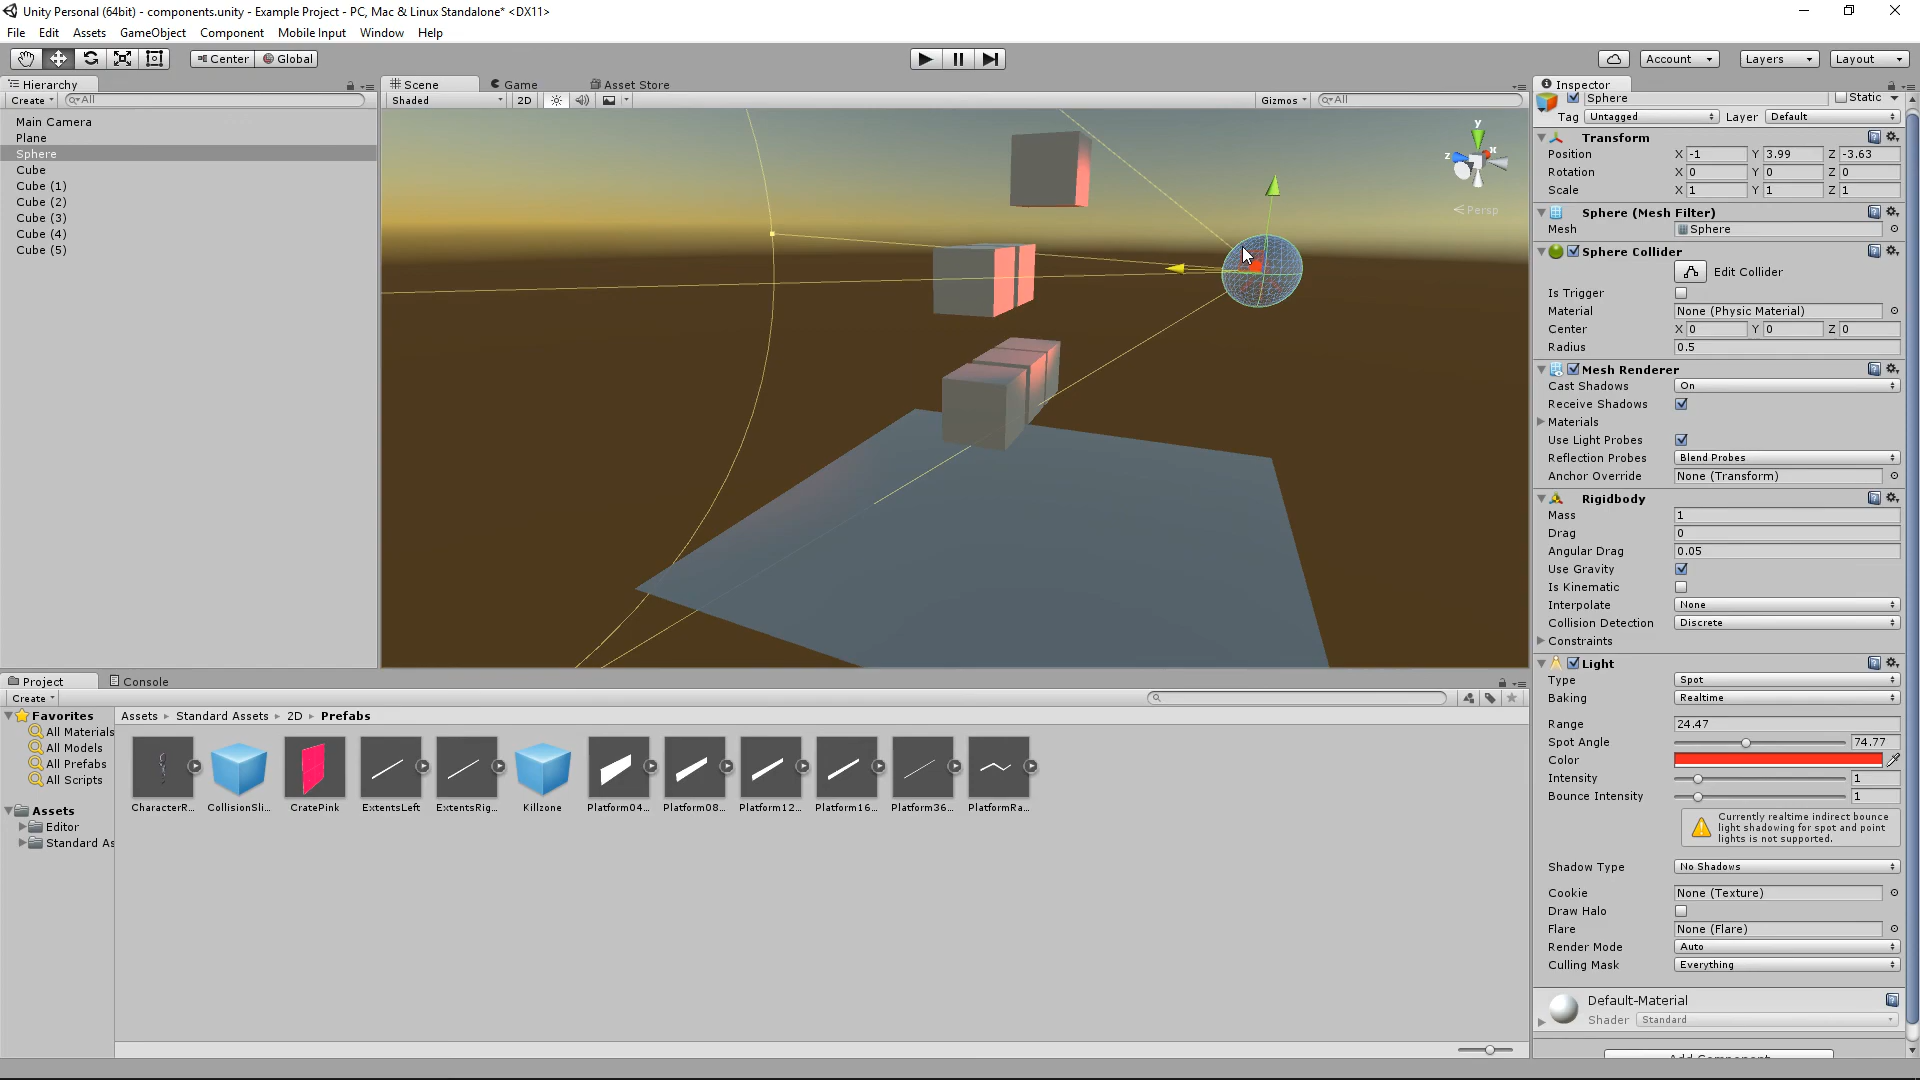 Unity Personal (64bit) - components.unity - Example Project - PC, Mac & Linux Standalone* <DX11>
File Edit Assets GameObject Component Mobile Input Window Help
Center Global
Account Layers Layout
Hierarchy
Create All
Main Camera
Plane
Sphere
Cube
Cube (1)
Cube (2)
Cube (3)
Cube (4)
Cube (5)
Scene Game Asset Store
Shaded 2D Gizmos All
y
z x
Persp
Inspector
Sphere Static
Tag Untagged Layer Default
Transform
Position X -1 Y 3.99 Z -3.63
Rotation X 0 Y 0 Z 0
Scale X 1 Y 1 Z 1
Sphere (Mesh Filter)
Mesh Sphere
Sphere Collider
Edit Collider
Is Trigger
Material None (Physic Material)
Center X 0 Y 0 Z 0
Radius 0.5
Mesh Renderer
Cast Shadows On
Receive Shadows
Materials
Use Light Probes
Reflection Probes Blend Probes
Anchor Override None (Transform)
Rigidbody
Mass 1
Drag 0
Angular Drag 0.05
Use Gravity
Is Kinematic
Interpolate None
Collision Detection Discrete
Constraints
Light
Type Spot
Baking Realtime
Range 24.47
Spot Angle 74.77
Color
Intensity 1
Bounce Intensity 1
Currently realtime indirect bounce
light shadowing for spot and point
lights is not supported.
Shadow Type No Shadows
Cookie None (Texture)
Draw Halo
Flare None (Flare)
Render Mode Auto
Culling Mask Everything
Default-Material
Shader Standard
Add Component
Project Console
Create
Favorites
All Materials
All Models
All Prefabs
All Scripts
Assets
Editor
Standard As
Assets Standard Assets 2D Prefabs
CharacterR... CollisionSli... CratePink ExtentsLeft ExtentsRig... Killzone Platform04... Platform08... Platform12... Platform16... Platform36... PlatformRa...